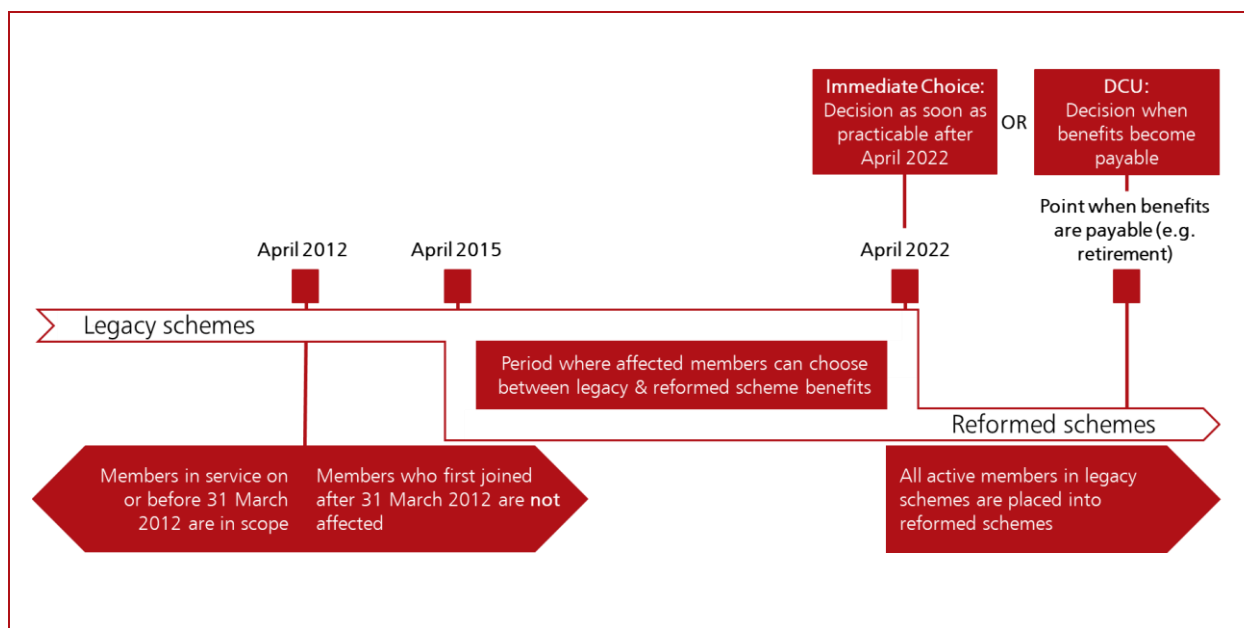 Immediate Choice:
Decision as soon as
practicable after
April 2022
OR
DCU:
Decision when
benefits become
payable
Point when benefits
are payable (e.g.
retirement)
April 2012
April 2015
April 2022
Legacy schemes
Period where affected members can choose
between legacy & reformed scheme benefits
Reformed schemes
Members in service on
or before 31 March
2012 are in scope
Members who first joined
after 31 March 2012 are not
affected
All active members in legacy
schemes are placed into
reformed schemes